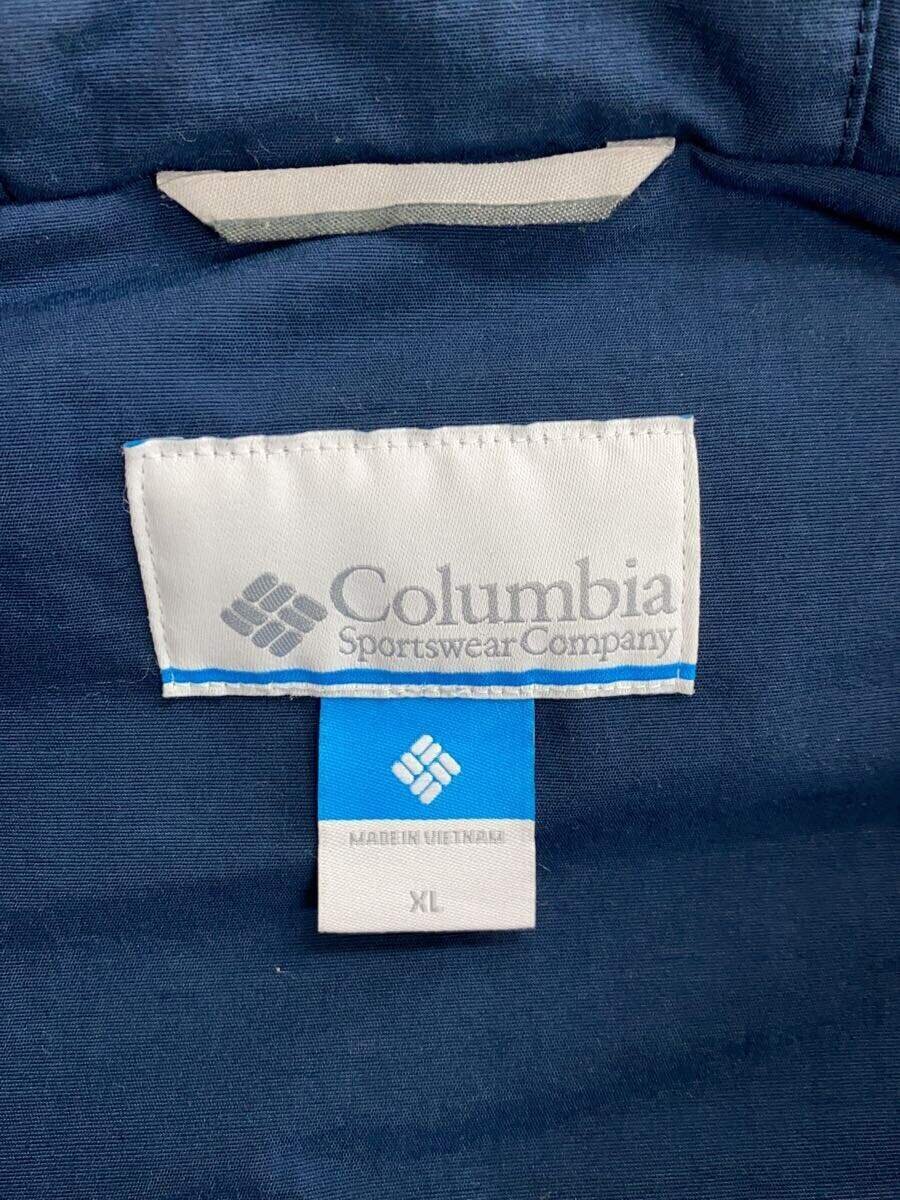 Columbia
Sportswear Company
MADE IN VIETNAM
XL